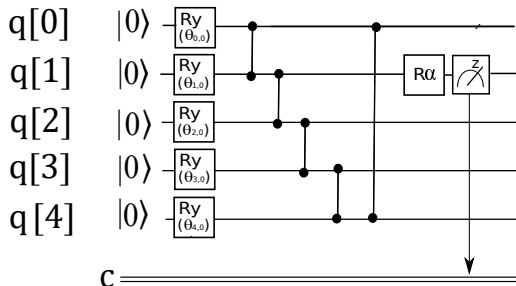 q[0] |0⟩ Ry (θ0,0)
q[1] |0⟩ Ry (θ1,0) Rα z
q[2] |0⟩ Ry (θ2,0)
q[3] |0⟩ Ry (θ3,0)
q[4] |0⟩ Ry (θ4,0)
C